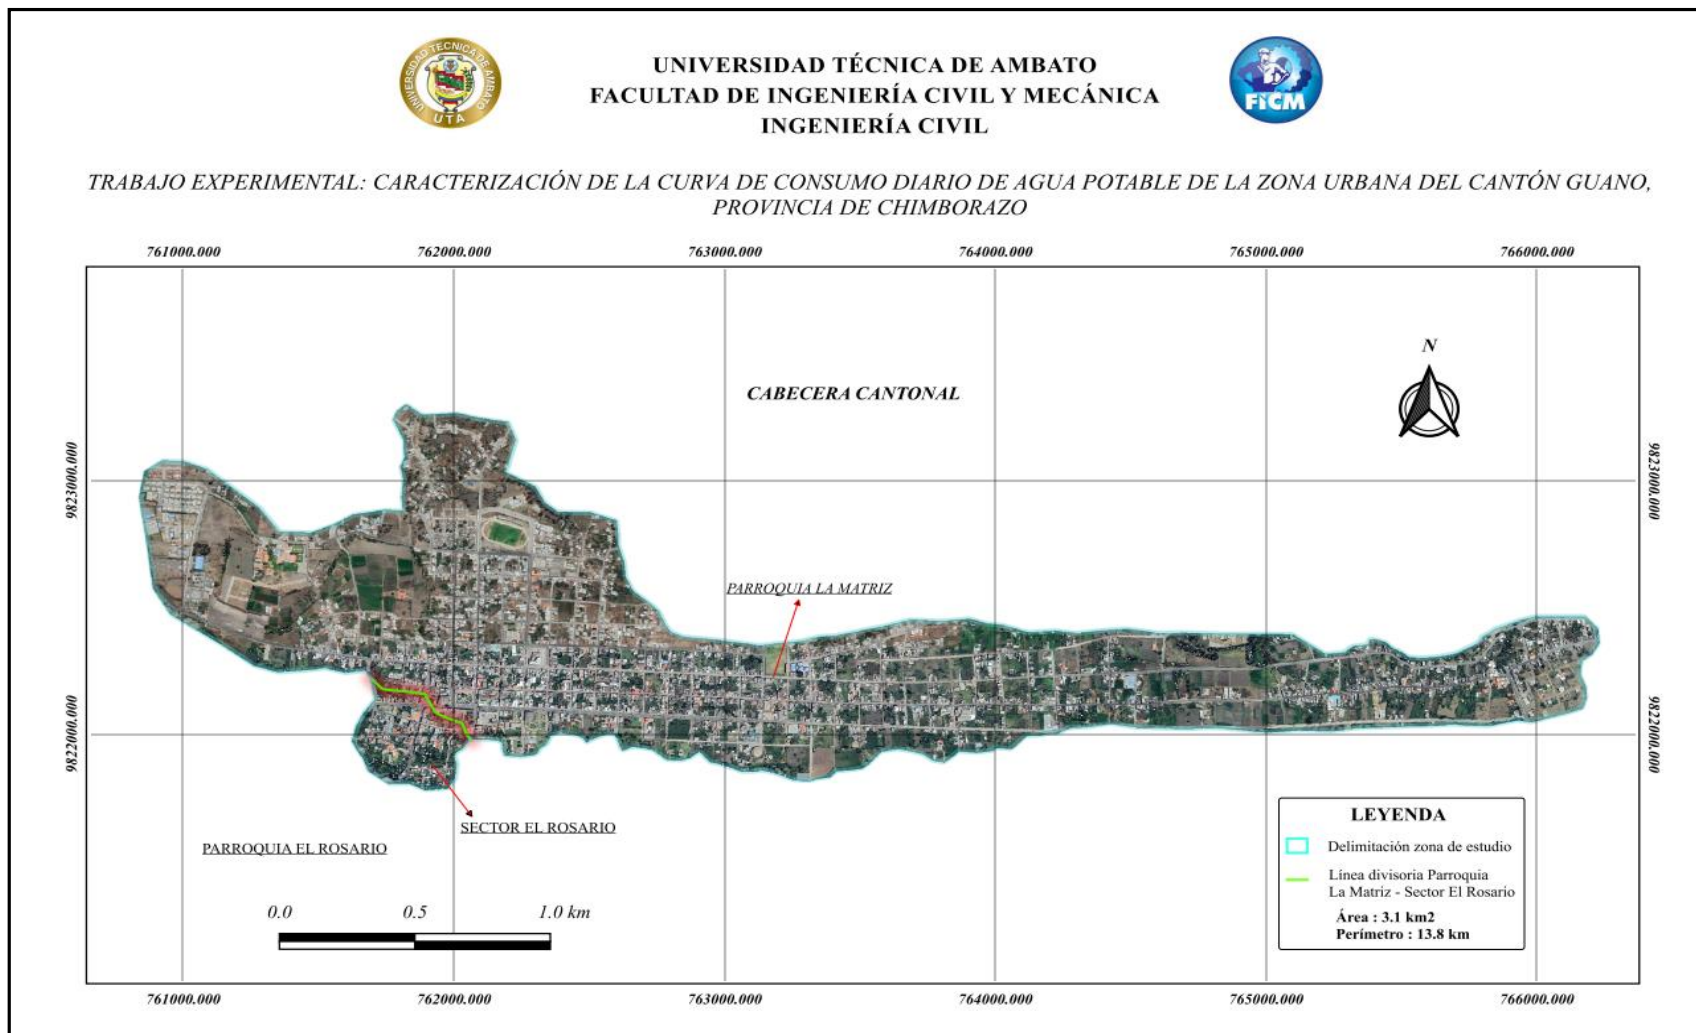 UNIVERSIDAD TECNICA DE AMBATO
UTA
UNIVERSIDAD TÉCNICA DE AMBATO
FACULTAD DE INGENIERÍA CIVIL Y MECÁNICA
INGENIERÍA CIVIL
FICM
TRABAJO EXPERIMENTAL: CARACTERIZACIÓN DE LA CURVA DE CONSUMO DIARIO DE AGUA POTABLE DE LA ZONA URBANA DEL CANTÓN GUANO,
PROVINCIA DE CHIMBORAZO
761000.000 762000.000 763000.000 764000.000 765000.000 766000.000
N
CABECERA CANTONAL
9823000.000 9823000.000
PARROQUIA LA MATRIZ
9822000.000 9822000.000
SECTOR EL ROSARIO
PARROQUIA EL ROSARIO
LEYENDA
Delimitación zona de estudio
Línea divisoria Parroquia
La Matriz - Sector El Rosario
Área : 3.1 km2
Perímetro : 13.8 km
0.0 0.5 1.0 km
761000.000 762000.000 763000.000 764000.000 765000.000 766000.000